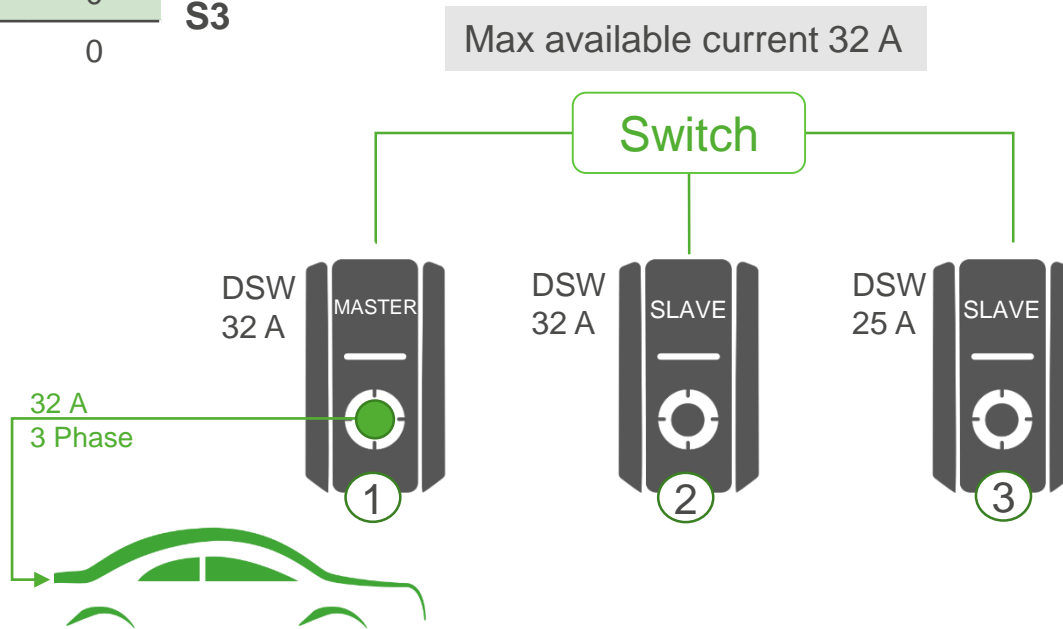 S3
0
Max available current 32 A
Switch
DSW
32 A
MASTER
DSW
32 A
SLAVE
DSW
25 A
SLAVE
32 A
3 Phase
1
2
3